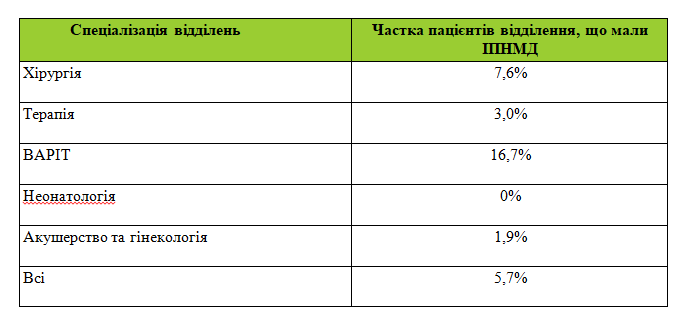 Спеціалізація відділень
Частка пацієнтів відділення, що мали
ІПНМД
Хірургія
7,6%
Терапія
3,0%
ВАРІТ
16,7%
Неонатологія
0%
Акушерство та гінекологія
1,9%
Всі
5,7%